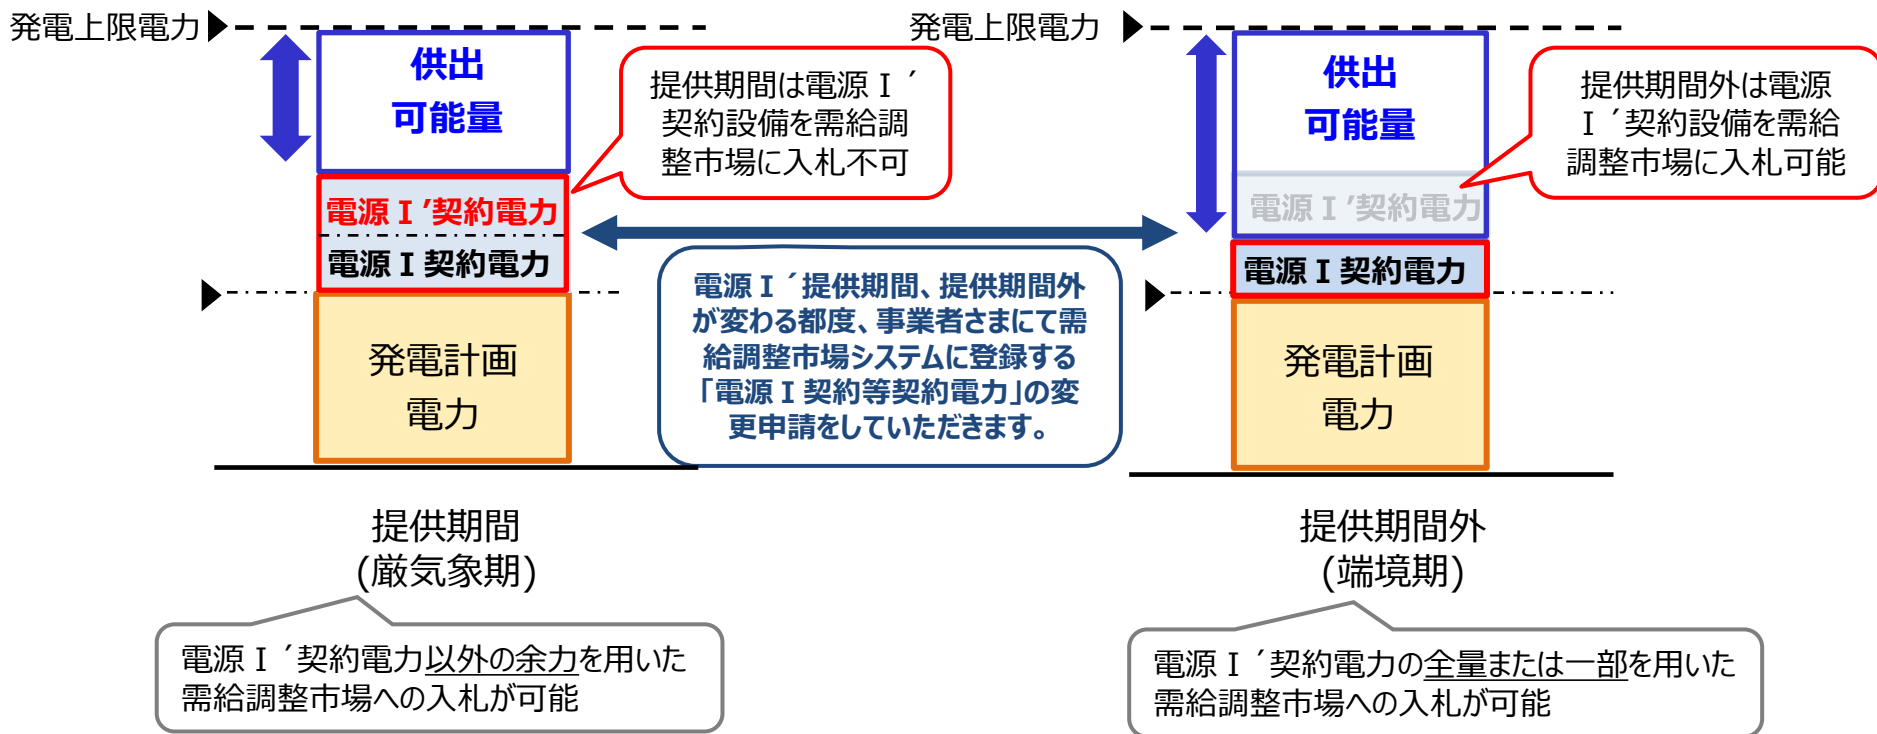 発電上限電力
供出
可能量
提供期間は電源Ⅰ´
契約設備を需給調
整市場に入札不可
電源Ⅰ’契約電力
電源Ⅰ契約電力
発電計画
電力
提供期間
(厳気象期)
電源Ⅰ´契約電力以外の余力を用いた
需給調整市場への入札が可能
電源Ⅰ´提供期間、提供期間外
が変わる都度、事業者さまにて需
給調整市場システムに登録する
「電源Ⅰ契約等契約電力」の変
更申請をしていただきます。
発電上限電力
供出
可能量
提供期間外は電源
Ⅰ´契約設備を需給
調整市場に入札可能
電源Ⅰ’契約電力
電源Ⅰ契約電力
発電計画
電力
提供期間外
(端境期)
電源Ⅰ´契約電力の全量または一部を用いた
需給調整市場への入札が可能